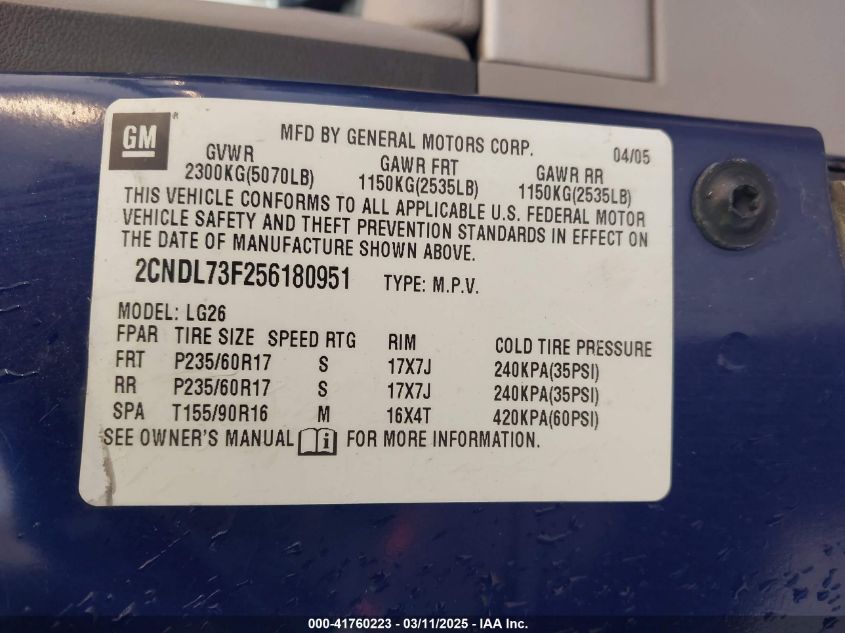 GM
MFD BY GENERAL MOTORS CORP. 04/05
GVWR GAWR FRT GAWR RR
2300KG(5070LB) 1150KG(2535LB) 1150KG(2535LB)
THIS VEHICLE CONFORMS TO ALL APPLICABLE U.S. FEDERAL MOTOR
VEHICLE SAFETY AND THEFT PREVENTION STANDARDS IN EFFECT ON
THE DATE OF MANUFACTURE SHOWN ABOVE.
2CNDL73F256180951 TYPE: M.P.V.
MODEL: LG26
FPAR TIRE SIZE SPEED RTG RIM COLD TIRE PRESSURE
FRT P235/60R17 S 17X7J 240KPA(35PSI)
RR P235/60R17 S 17X7J 240KPA(35PSI)
SPA T155/90R16 M 16X4T 420KPA(60PSI)
SEE OWNER'S MANUAL i FOR MORE INFORMATION.
000-41760223 - 03/11/2025 - IAA Inc.